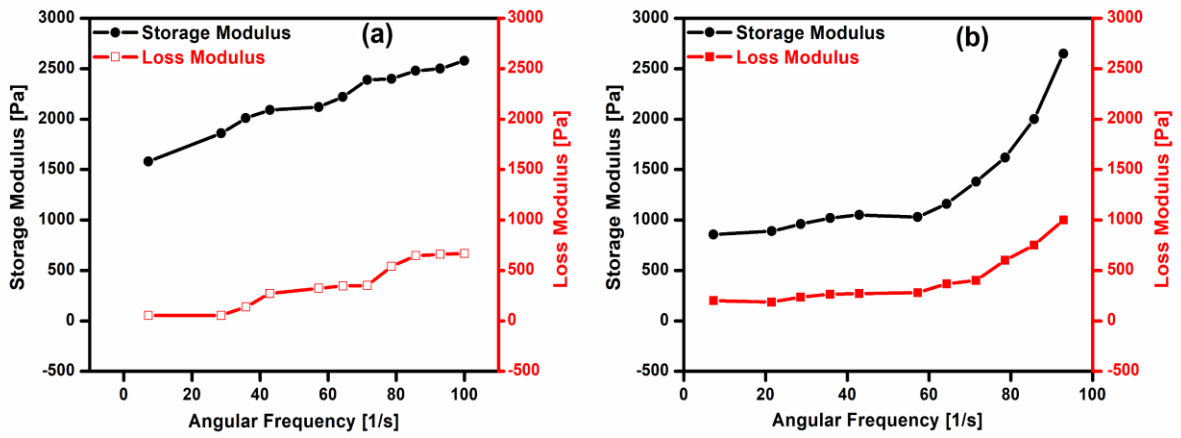 (a)
Storage Modulus
Loss Modulus
Storage Modulus [Pa]
3000
2500
2000
1500
1000
500
0
-500
0 20 40 60 80 100
Angular Frequency [1/s]
3000
2500
2000
1500
1000
500
0
-500
Loss Modulus [Pa]
(b)
Storage Modulus
Loss Modulus
Storage Modulus [Pa]
3000
2500
2000
1500
1000
500
0
-500
0 20 40 60 80 100
Angular Frequency [1/s]
3000
2500
2000
1500
1000
500
0
-500
Loss Modulus [Pa]